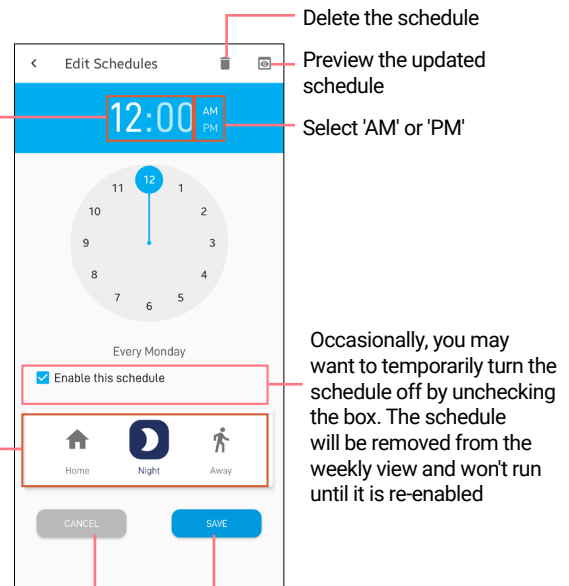 Delete the schedule
Edit Schedules
Preview the updated
schedule
12:00
AM
PM
Select 'AM' or 'PM'
12
11
1
10
2
9
3
8
4
7
5
6
Every Monday
Enable this schedule
Occasionally, you may
want to temporarily turn the
schedule off by unchecking
the box. The schedule
will be removed from the
weekly view and won't run
until it is re-enabled
Home
Night
Away
CANCEL
SAVE